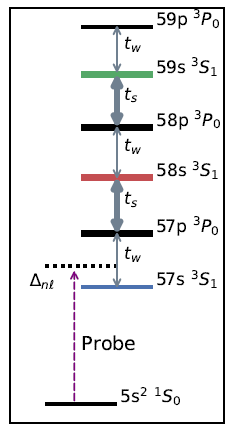 59p ³P₀
t_w
59s ³S₁
t_s
58p ³P₀
t_w
58s ³S₁
t_s
57p ³P₀
t_w
Δ_nℓ
57s ³S₁
Probe
5s² ¹S₀